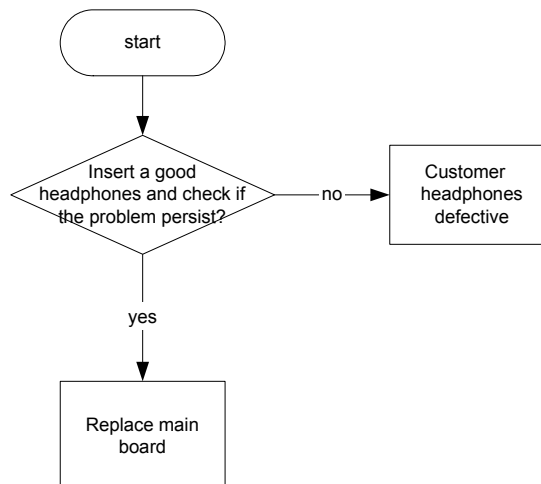 start
Insert a good
headphones and check if
the problem persist?
no
Customer
headphones
defective
yes
Replace main
board